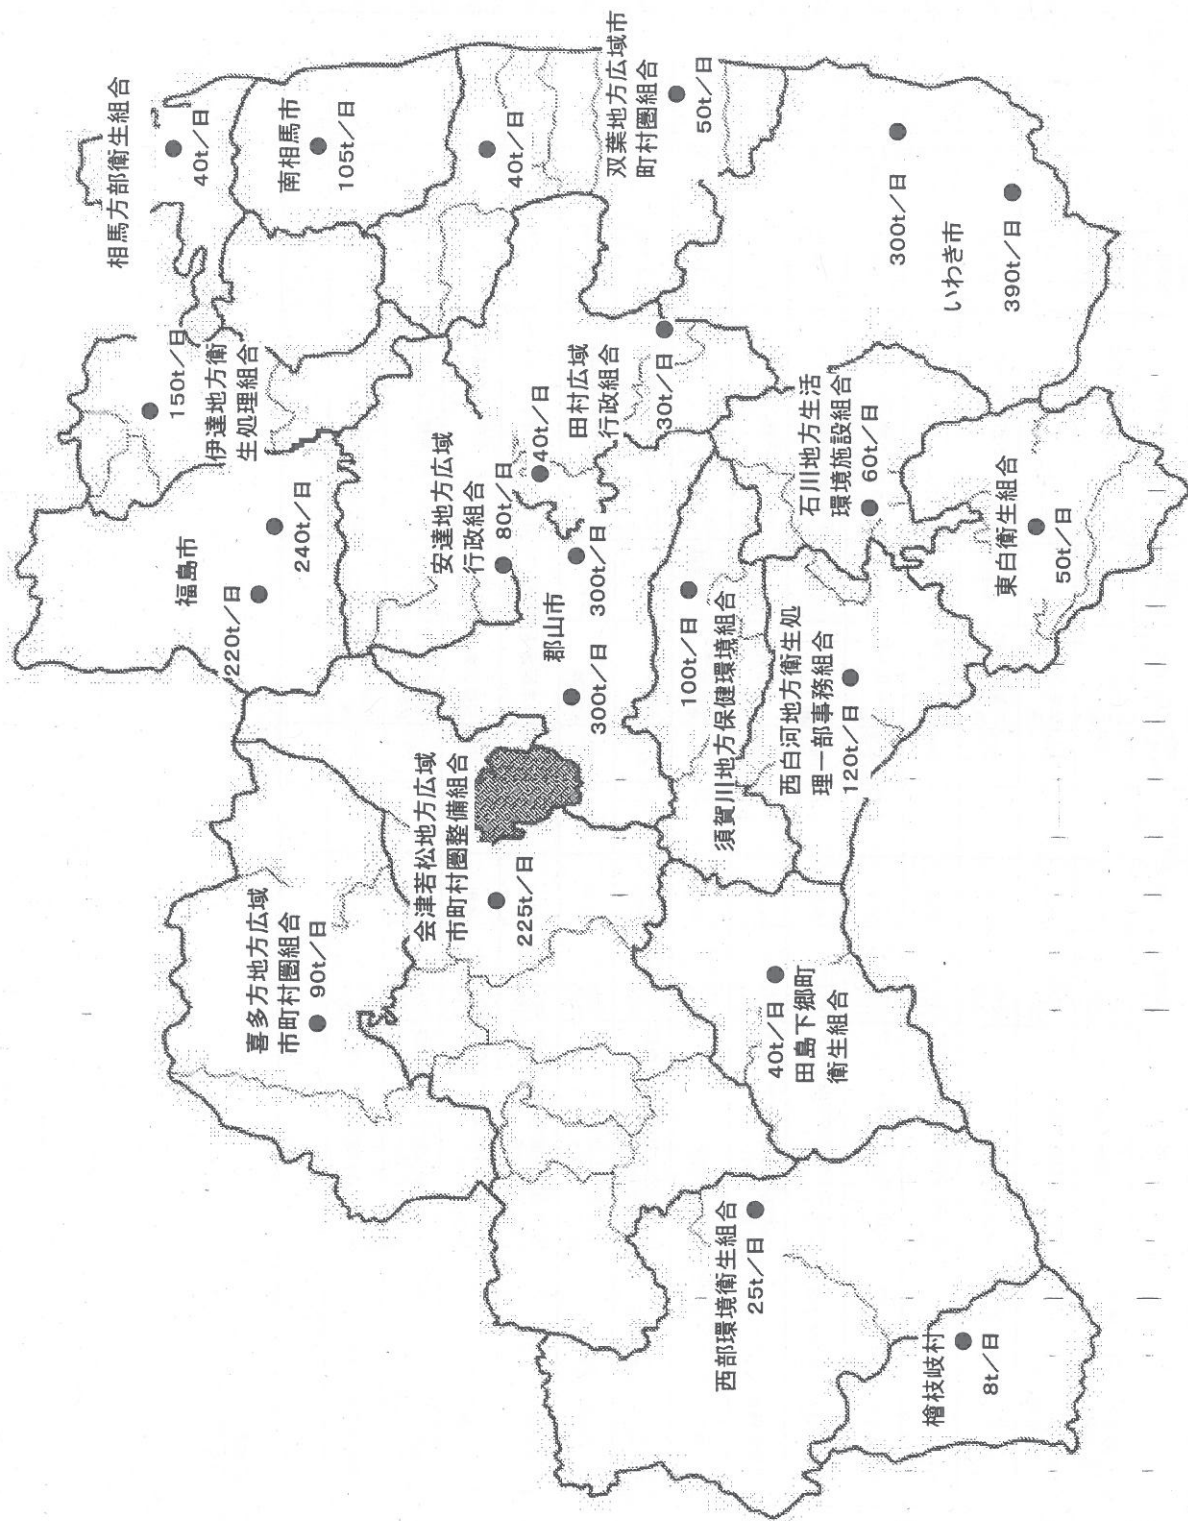 相馬方部衛生組合
40t/日
南相馬市
105t/日
40t/日
双葉地方広域市
町村圏組合
50t/日
300t/日
いわき市
390t/日
150t/日
伊達地方衛
生処理組合
福島市
220t/日
240t/日
安達地方広域
行政組合
80t/日
40t/日
田村広域
行政組合
30t/日
郡山市
300t/日
300t/日
100t/日
須賀川地方保健環境組合
石川地方生活
環境施設組合
60t/日
東白衛生組合
50t/日
西白河地方衛生処
理一部事務組合
120t/日
会津若松地方広域
市町村圏整備組合
225t/日
喜多方地方広域
市町村圏組合
90t/日
40t/日
田島下郷町
衛生組合
西部環境衛生組合
25t/日
檜枝岐村
8t/日